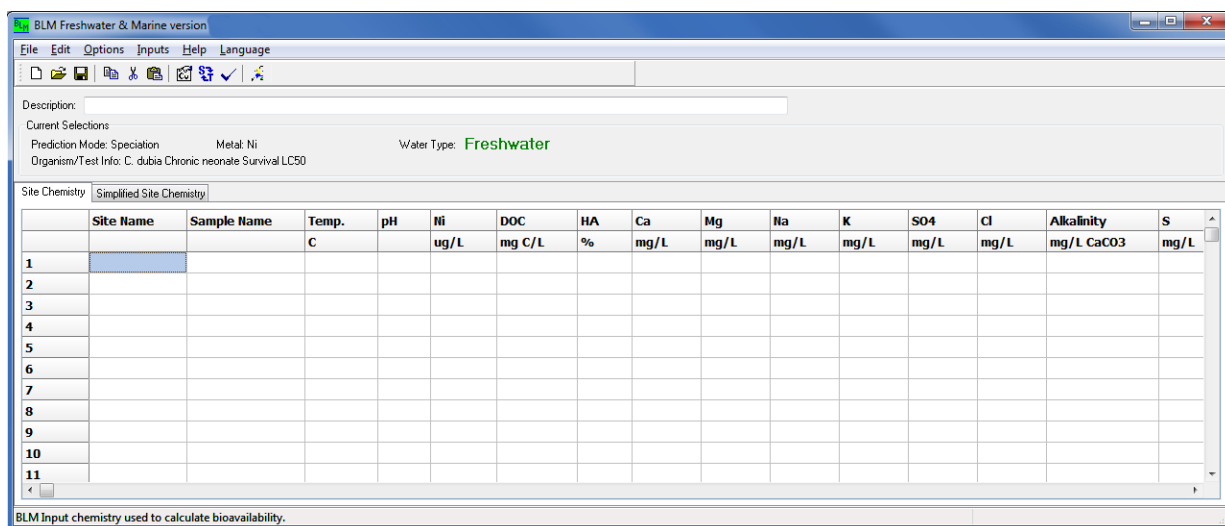 BLM Freshwater & Marine version
File Edit Options Inputs Help Language
Description:
Current Selections
Prediction Mode: Speciation Metal: Ni Water Type: Freshwater
Organism/Test Info: C. dubia Chronic neonate Survival LC50
Site Chemistry Simplified Site Chemistry
Site Name Sample Name Temp. pH Ni DOC HA Ca Mg Na K SO4 Cl Alkalinity S
C ug/L mg C/L % mg/L mg/L mg/L mg/L mg/L mg/L mg/L CaCO3 mg/L
1
2
3
4
5
6
7
8
9
10
11
BLM Input chemistry used to calculate bioavailability.